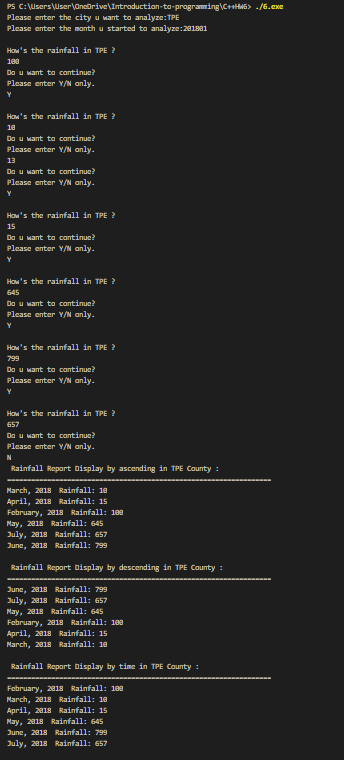 PS C:\Users\User\OneDrive\Introduction-to-programming\C++HW6> ./6.exe
Please enter the city u want to analyze:TPE
Please enter the month u started to analyze:201801
How's the rainfall in TPE ?
100
Do u want to continue?
Please enter Y/N only.
Y
How's the rainfall in TPE ?
10
Do u want to continue?
Please enter Y/N only.
13
Do u want to continue?
Please enter Y/N only.
Y
How's the rainfall in TPE ?
15
Do u want to continue?
Please enter Y/N only.
Y
How's the rainfall in TPE ?
645
Do u want to continue?
Please enter Y/N only.
Y
How's the rainfall in TPE ?
799
Do u want to continue?
Please enter Y/N only.
Y
How's the rainfall in TPE ?
657
Do u want to continue?
Please enter Y/N only.
N
Rainfall Report Display by ascending in TPE County :
==================================================================
March, 2018  Rainfall: 10
April, 2018  Rainfall: 15
February, 2018  Rainfall: 100
May, 2018  Rainfall: 645
July, 2018  Rainfall: 657
June, 2018  Rainfall: 799
Rainfall Report Display by descending in TPE County :
==================================================================
June, 2018  Rainfall: 799
July, 2018  Rainfall: 657
May, 2018  Rainfall: 645
February, 2018  Rainfall: 100
April, 2018  Rainfall: 15
March, 2018  Rainfall: 10
Rainfall Report Display by time in TPE County :
==================================================================
February, 2018  Rainfall: 100
March, 2018  Rainfall: 10
April, 2018  Rainfall: 15
May, 2018  Rainfall: 645
June, 2018  Rainfall: 799
July, 2018  Rainfall: 657